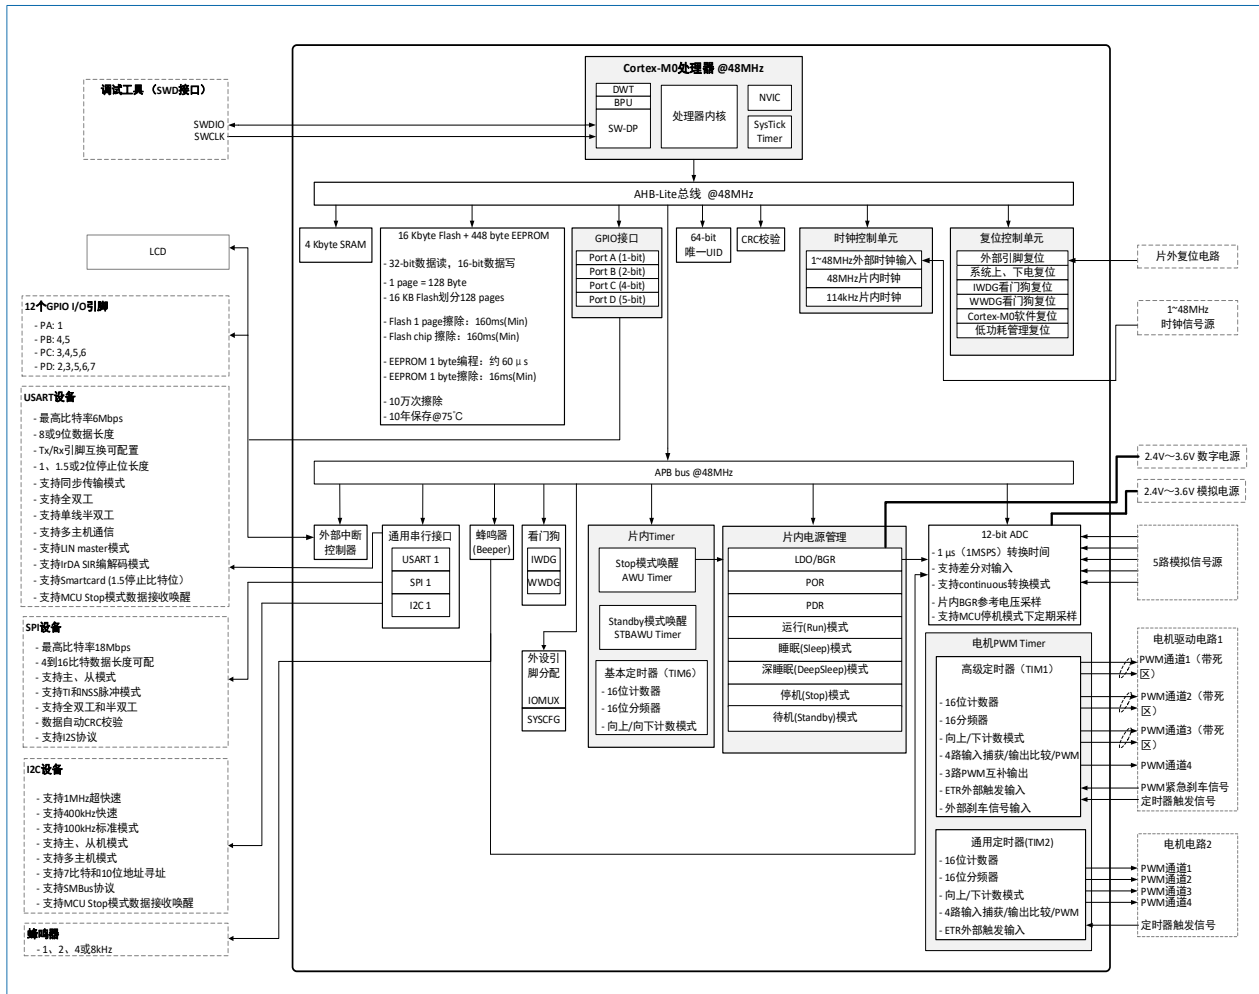 Cortex-M0处理器 @48MHz
DWT
BPU
SW-DP
处理器内核
NVIC
SysTick
Timer
调试工具 （SWD接口）
SWDIO
SWCLK
AHB-Lite总线 @48MHz
4 Kbyte SRAM
16 Kbyte Flash + 448 byte EEPROM
- 32-bit数据读，16-bit数据写
- 1 page = 128 Byte
- 16 KB Flash划分128 pages
- Flash 1 page擦除：160ms(Min)
- Flash chip 擦除：160ms(Min)
- EEPROM 1 byte编程：约 60 μ s
- EEPROM 1 byte擦除：16ms(Min)
- 10万次擦除
- 10年保存@75℃
GPIO接口
Port A (1-bit)
Port B (2-bit)
Port C (4-bit)
Port D (5-bit)
64-bit
唯一UID
CRC校验
时钟控制单元
1~48MHz外部时钟输入
48MHz片内时钟
114kHz片内时钟
复位控制单元
外部引脚复位
系统上、下电复位
IWDG看门狗复位
WWDG看门狗复位
Cortex-M0软件复位
低功耗管理复位
片外复位电路
1～48MHz
时钟信号源
LCD
12个GPIO I/O引脚
- PA: 1
- PB: 4,5
- PC: 3,4,5,6
- PD: 2,3,5,6,7
USART设备
- 最高比特率6Mbps
- 8或9位数据长度
- Tx/Rx引脚互换可配置
- 1、1.5或2位停止位长度
- 支持同步传输模式
- 支持全双工
- 支持单线半双工
- 支持多主机通信
- 支持LIN master模式
- 支持IrDA SIR编解码模式
- 支持Smartcard (1.5停止比特位）
- 支持MCU Stop模式数据接收唤醒
SPI设备
- 最高比特率18Mbps
- 4到16比特数据长度可配
- 支持主、从模式
- 支持TI和NSS脉冲模式
- 支持全双工和半双工
- 数据自动CRC校验
- 支持I2S协议
I2C设备
- 支持1MHz超快速
- 支持400kHz快速
- 支持100kHz标准模式
- 支持主、从机模式
- 支持多主机模式
- 支持7比特和10位地址寻址
- 支持SMBus协议
- 支持MCU Stop模式数据接收唤醒
蜂鸣器
- 1、2、4或8kHz
APB bus @48MHz
外部中断
控制器
通用串行接口
USART 1
SPI 1
I2C 1
蜂鸣器
(Beeper)
看门狗
IWDG
WWDG
外设引
脚分配
IOMUX
SYSCFG
片内Timer
Stop模式唤醒
AWU Timer
Standby模式唤醒
STBAWU Timer
基本定时器（TIM6）
- 16位计数器
- 16位分频器
- 向上/向下计数模式
片内电源管理
LDO/BGR
POR
PDR
运行(Run)模式
睡眠(Sleep)模式
深睡眠(DeepSleep)模式
停机(Stop)模式
待机(Standby)模式
12-bit ADC
- 1 μs（1MSPS）转换时间
- 支持差分对输入
- 支持continuous转换模式
- 片内BGR参考电压采样
- 支持MCU停机模式下定期采样
2.4V～3.6V 数字电源
2.4V～3.6V 模拟电源
5路模拟信号源
电机PWM Timer
高级定时器（TIM1）
- 16位计数器
- 16分频器
- 向上/下计数模式
- 4路输入捕获/输出比较/PWM
- 3路PWM互补输出
- ETR外部触发输入
- 外部刹车信号输入
通用定时器(TIM2)
- 16位计数器
- 16位分频器
- 向上/下计数模式
- 4路输入捕获/输出比较/PWM
- ETR外部触发输入
电机驱动电路1
PWM通道1（带死
区）
PWM通道2（带死
区）
PWM通道3（带死
区）
PWM通道4
PWM紧急刹车信号
定时器触发信号
电机电路2
PWM通道1
PWM通道2
PWM通道3
PWM通道4
定时器触发信号